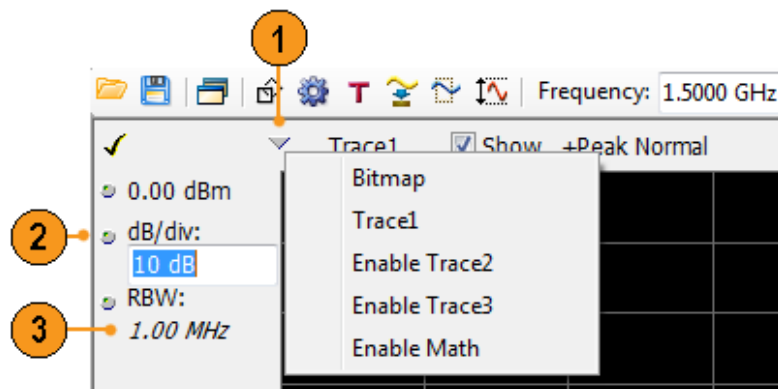 1
Frequency: 1.5000 GHz
Trace1 Show +Peak Normal
0.00 dBm
2
dB/div:
10 dB
RBW:
3
1.00 MHz
Bitmap
Trace1
Enable Trace2
Enable Trace3
Enable Math